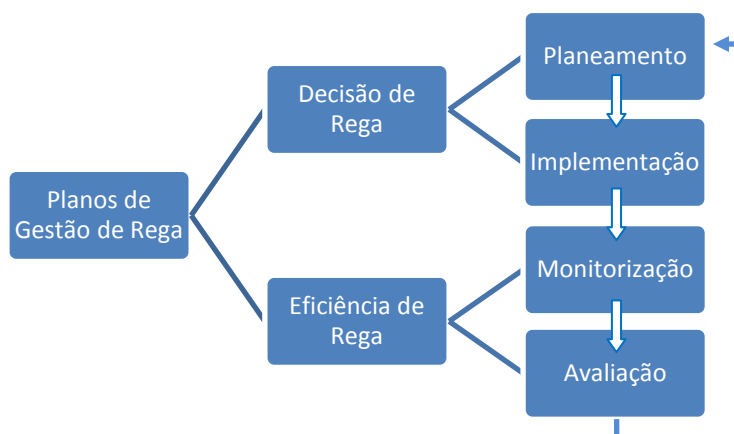 Planos de
Gestão de Rega
Decisão de
Rega
Eficiência de
Rega
Planeamento
Implementação
Monitorização
Avaliação